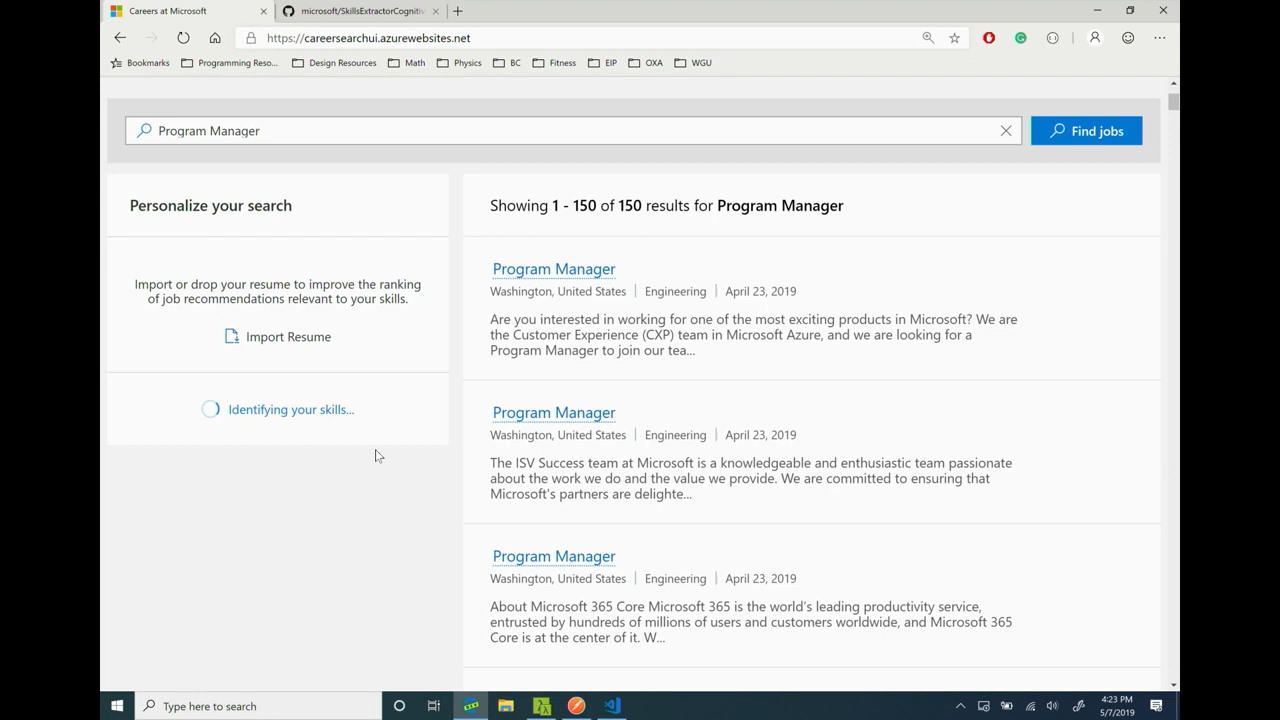 Careers at Microsoft
microsoft/SkillsExtractorCogniti
https://careersearchui.azurewebsites.net
Bookmarks
Programming Reso...
Design Resources
Math
Physics
BC
Fitness
EIP
OXA
WGU
Program Manager
Find jobs
Personalize your search
Import or drop your resume to improve the ranking
of job recommendations relevant to your skills.
Import Resume
Identifying your skills...
Showing 1 - 150 of 150 results for Program Manager
Program Manager
Washington, United States | Engineering | April 23, 2019
Are you interested in working for one of the most exciting products in Microsoft? We are
the Customer Experience (CXP) team in Microsoft Azure, and we are looking for a
Program Manager to join our tea...
Program Manager
Washington, United States | Engineering | April 23, 2019
The ISV Success team at Microsoft is a knowledgeable and enthusiastic team passionate
about the work we do and the value we provide. We are committed to ensuring that
Microsoft's partners are delighte...
Program Manager
Washington, United States | Engineering | April 23, 2019
About Microsoft 365 Core Microsoft 365 is the world's leading productivity service,
entrusted by hundreds of millions of users and customers worldwide, and Microsoft 365
Core is at the center of it. W...
Type here to search
4:23 PM
5/7/2019